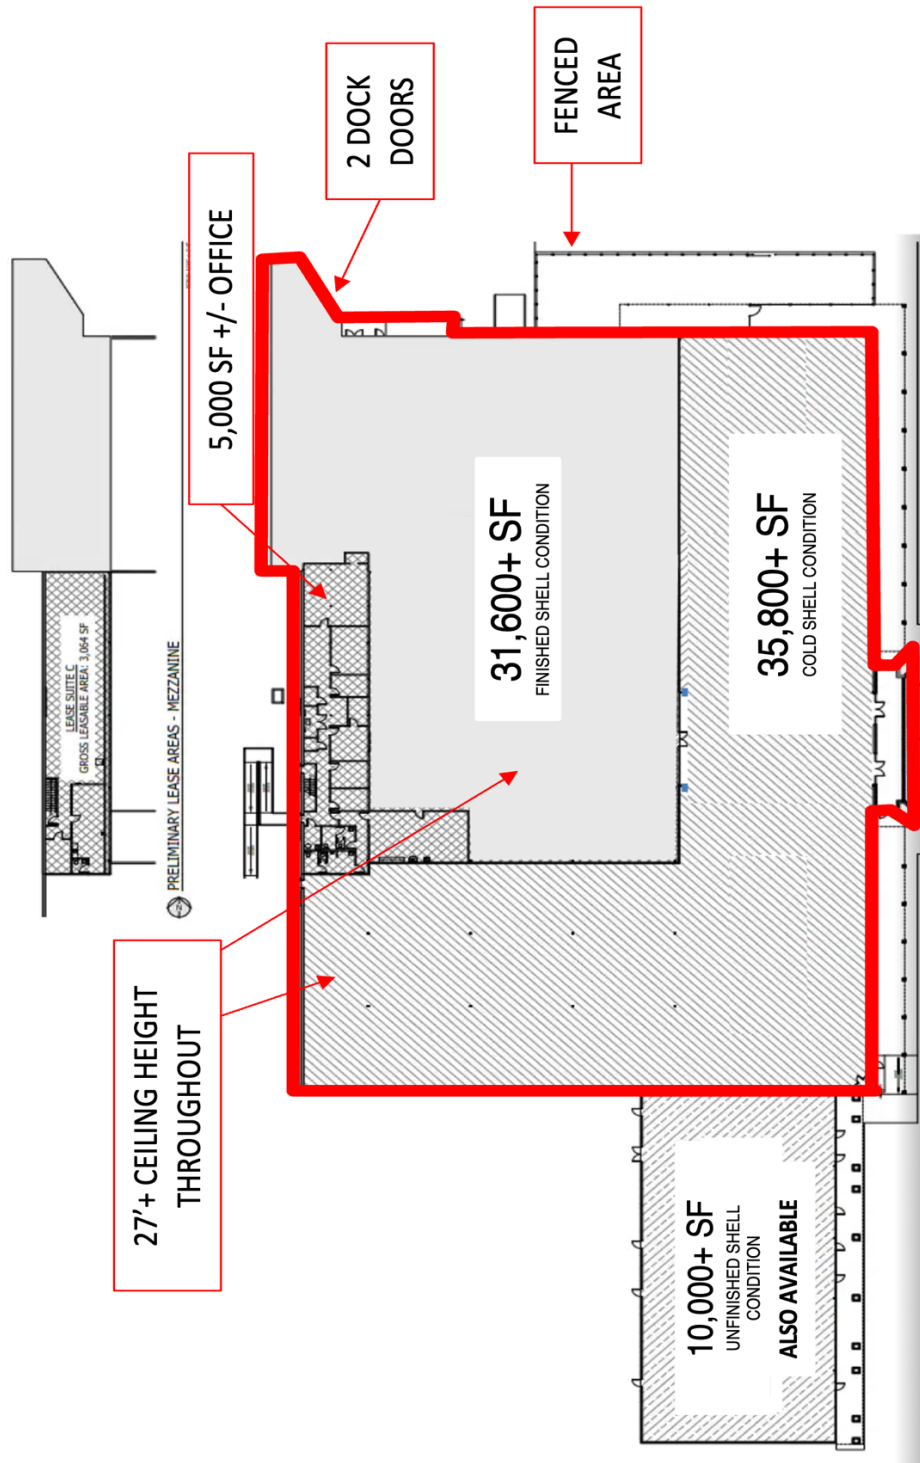 LEASE SUITE C
GROSS LEASABLE AREA: 3,064 SF
PRELIMINARY LEASE AREAS - MEZZANINE
27'+ CEILING HEIGHT
THROUGHOUT
5,000 SF +/- OFFICE
2 DOCK
DOORS
FENCED
AREA
31,600+ SF
FINISHED SHELL CONDITION
35,800+ SF
COLD SHELL CONDITION
10,000+ SF
UNFINISHED SHELL
CONDITION
ALSO AVAILABLE